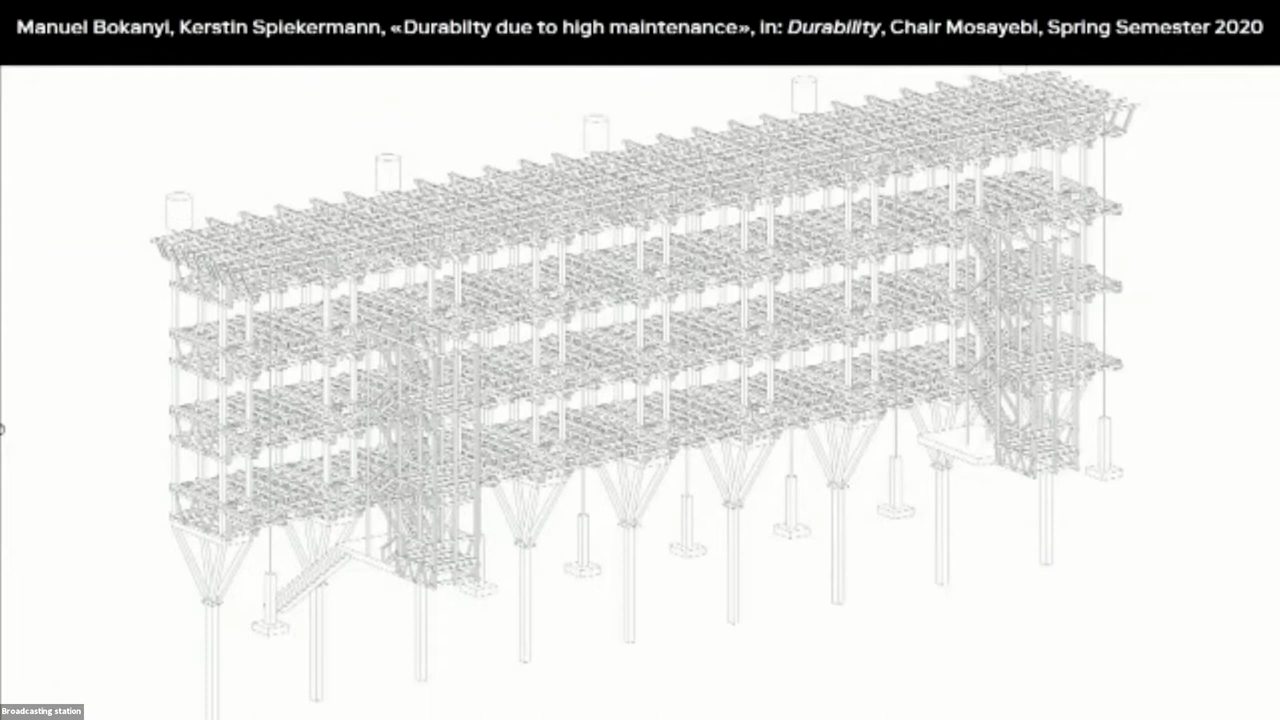 Manuel Bokanyi, Kerstin Spiekermann, «Durabilty due to high maintenance», in: Durability, Chair Mosayebi, Spring Semester 2020
Broadcasting station